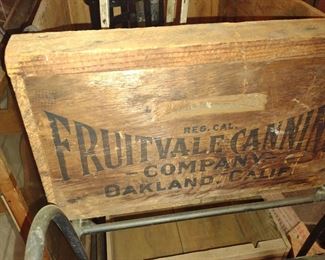 REG. CAL.
FRUITVALE CANNIN
- COMPANY -
OAKLAND, CALIF.